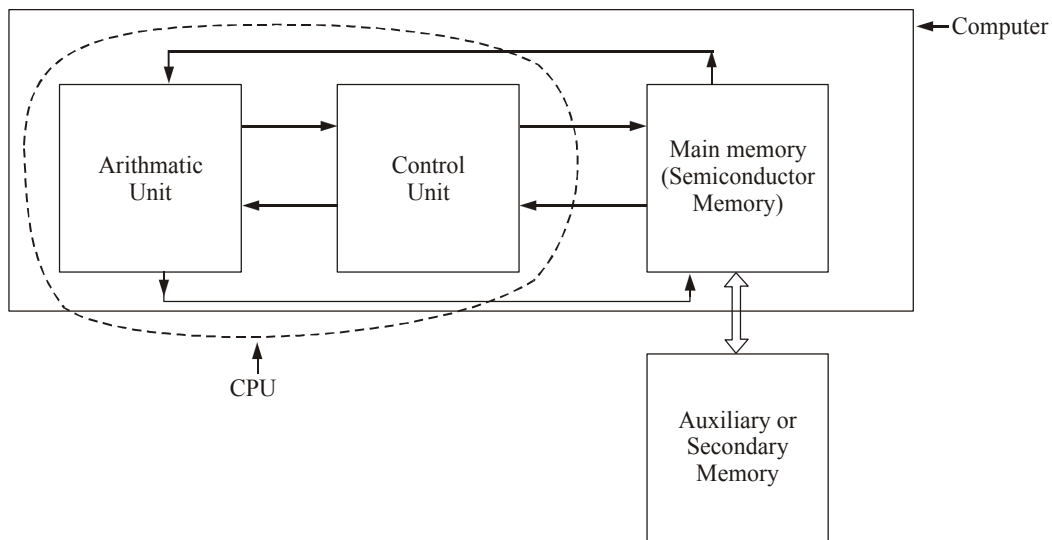 Computer
Arithmatic
Unit
Control
Unit
Main memory
(Semiconductor
Memory)
CPU
Auxiliary or
Secondary
Memory